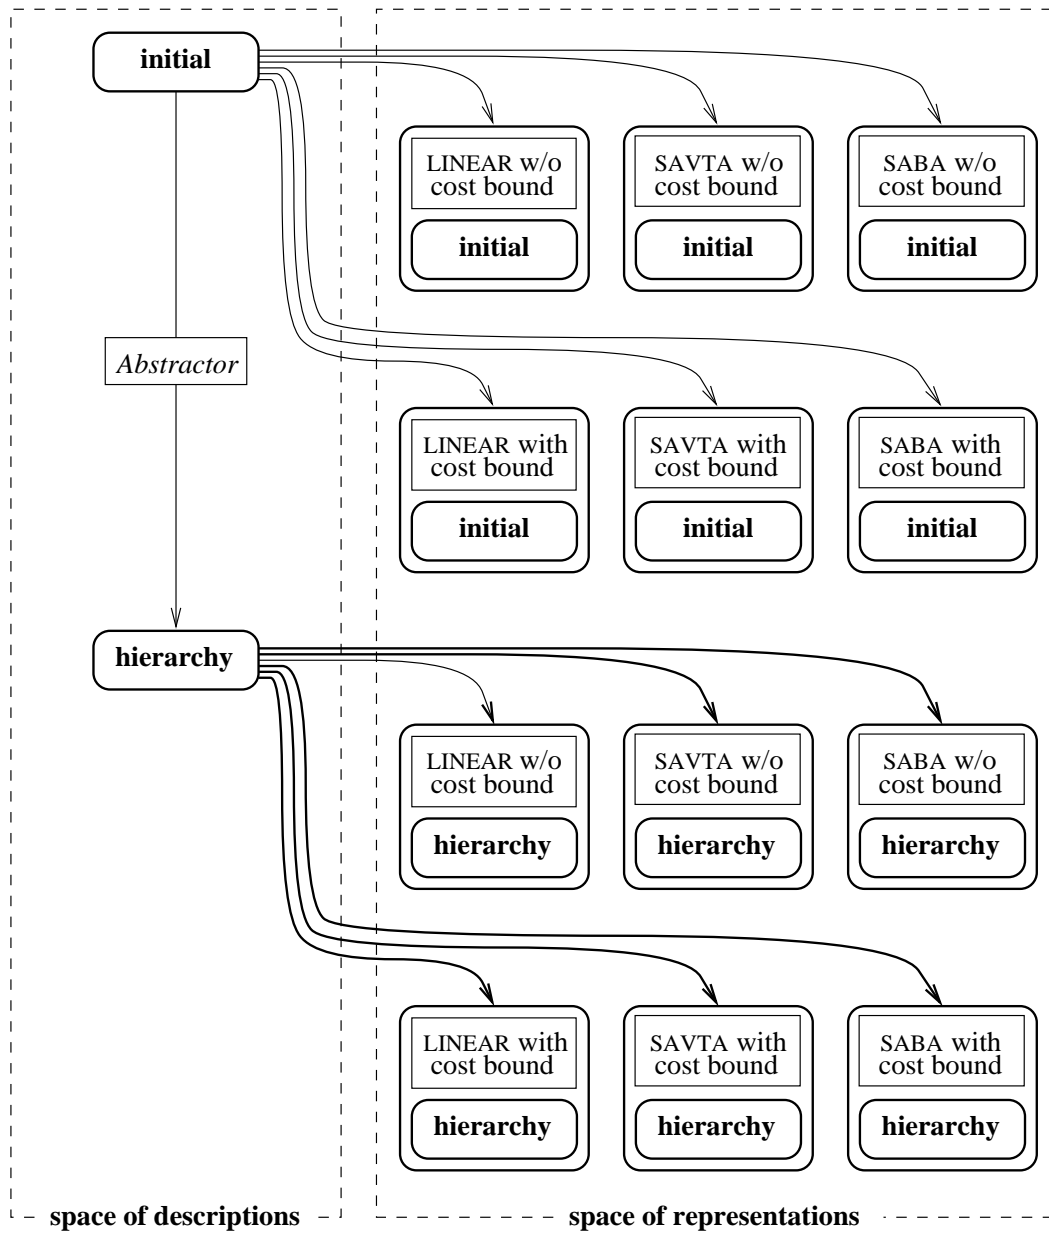 initial
LINEAR w/o
cost bound
initial
SAVTA w/o
cost bound
initial
SABA w/o
cost bound
initial
Abstractor
LINEAR with
cost bound
initial
SAVTA with
cost bound
initial
SABA with
cost bound
initial
hierarchy
LINEAR w/o
cost bound
hierarchy
SAVTA w/o
cost bound
hierarchy
SABA w/o
cost bound
hierarchy
LINEAR with
cost bound
hierarchy
SAVTA with
cost bound
hierarchy
SABA with
cost bound
hierarchy
space of descriptions
space of representations